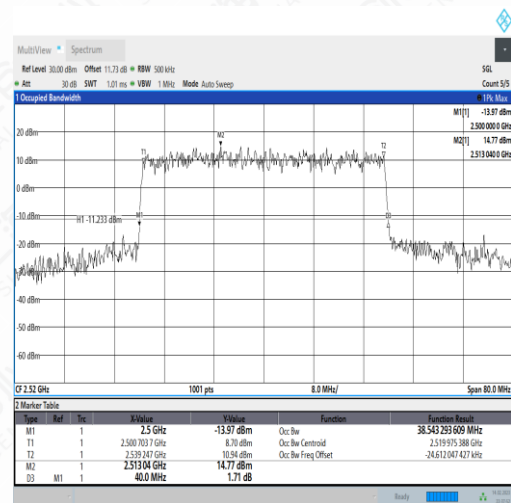 MultiView Spectrum
Ref Level 30.00 dBm Offset 11.73 dB RBW 500 kHz SGL
Att 30 dB SWT 1.01 ms VBW 1 MHz Mode Auto Sweep Count 5/5
1 Occupied Bandwidth 1Pk Max
M1[1] -13.97 dBm
2.500 000 0 GHz
M2[1] 14.77 dBm
2.513 040 0 GHz
20 dBm
M2
T1 T2
10 dBm
0 dBm
-10 dBm
M1 D3
H1 -11.233 dBm
-20 dBm
-30 dBm
-40 dBm
-50 dBm
-60 dBm
CF 2.52 GHz 1001 pts 8.0 MHz/ Span 80.0 MHz
2 Marker Table
Type Ref Trc X-Value Y-Value Function Function Result
M1 1 2.5 GHz -13.97 dBm Occ Bw 38.543 293 609 MHz
T1 1 2.500 703 7 GHz 8.70 dBm Occ Bw Centroid 2.519 975 388 GHz
T2 1 2.539 247 GHz 10.94 dBm Occ Bw Freq Offset -24.612 047 427 kHz
M2 1 2.513 04 GHz 14.77 dBm
D3 M1 1 40.0 MHz 1.71 dB
Ready